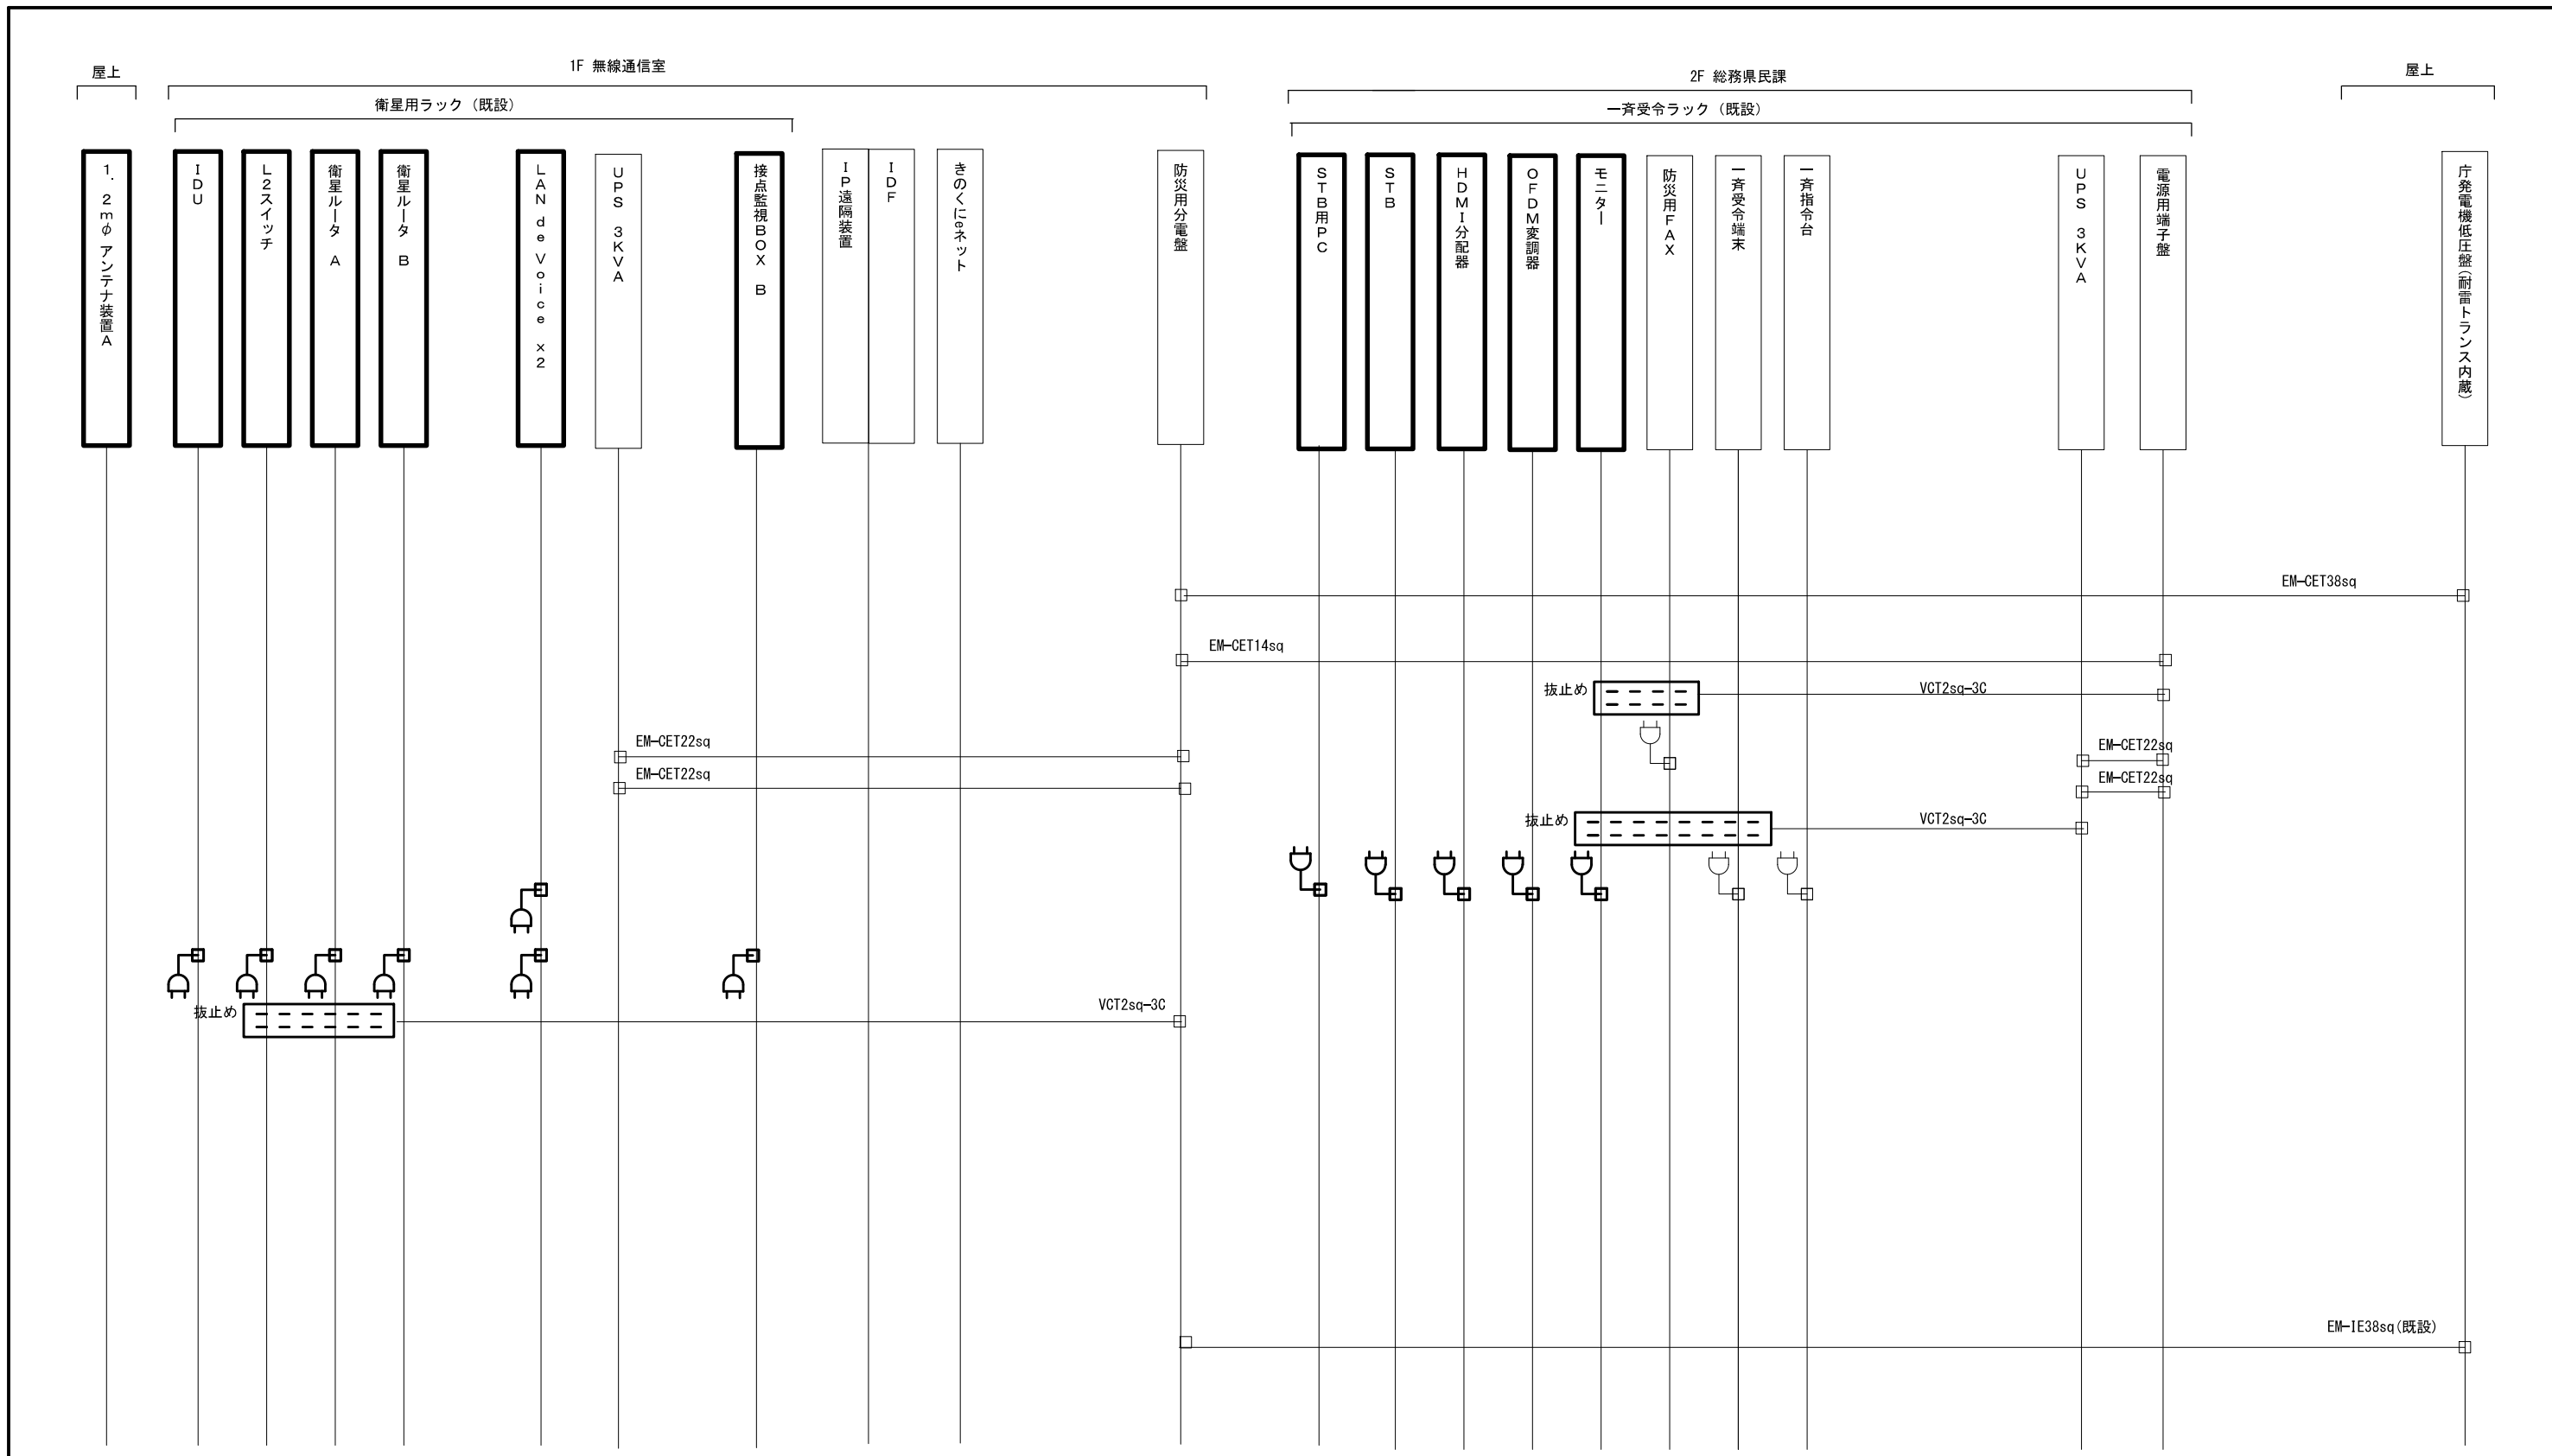 屋上
1F 無線通信室
衛星用ラック（既設）
2F 総務県民課
一斉受令ラック（既設）
屋上
１．２ｍφアンテナ装置Ａ
ＩＤＵ
Ｌ２スイッチ
衛星ルータ Ａ
衛星ルータ Ｂ
ＬＡＮ ｄｅ Ｖｏｉｃｅ ×２
ＵＰＳ ３ＫＶＡ
接点監視ＢＯＸ Ｂ
ＩＰ遠隔装置
ＩＤＦ
きのくにeネット
防災用分電盤
ＳＴＢ用ＰＣ
ＳＴＢ
ＨＤＭＩ分配器
ＯＦＤＭ変調器
モニター
防災用ＦＡＸ
一斉受令端末
一斉指令台
ＵＰＳ ３ＫＶＡ
電源用端子盤
庁発電機低圧盤（耐雷トランス内蔵）
EM-CET38sq
EM-CET14sq
抜止め
VCT2sq-3C
EM-CET22sq
EM-CET22sq
EM-CET22sq
EM-CET22sq
抜止め
VCT2sq-3C
抜止め
VCT2sq-3C
EM-IE38sq(既設)